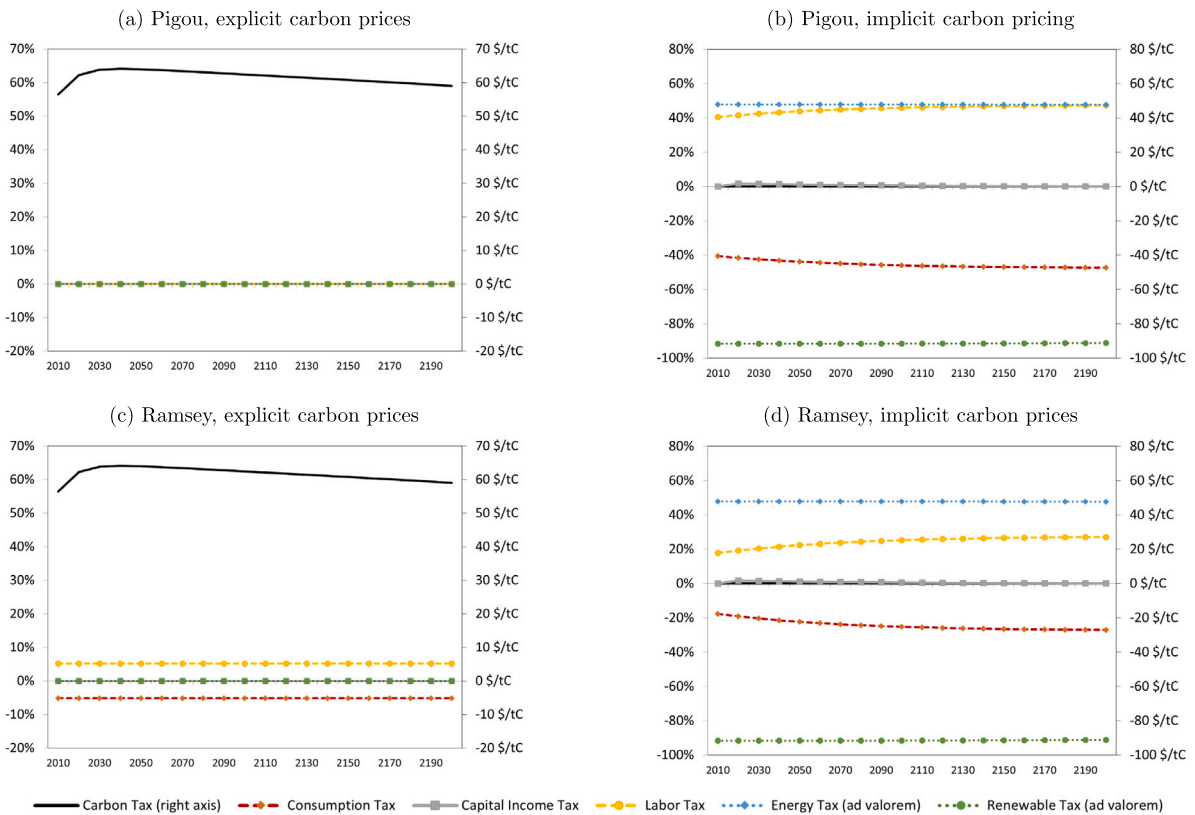 (a) Pigou, explicit carbon prices
70% 70 $/tC
60% 60 $/tC
50% 50 $/tC
40% 40 $/tC
30% 30 $/tC
20% 20 $/tC
10% 10 $/tC
0% 0 $/tC
-10% -10 $/tC
-20% -20 $/tC
2010 2030 2050 2070 2090 2110 2130 2150 2170 2190
(b) Pigou, implicit carbon pricing
80% 80 $/tC
60% 60 $/tC
40% 40 $/tC
20% 20 $/tC
0% 0 $/tC
-20% -20 $/tC
-40% -40 $/tC
-60% -60 $/tC
-80% -80 $/tC
-100% -100 $/tC
2010 2030 2050 2070 2090 2110 2130 2150 2170 2190
(c) Ramsey, explicit carbon prices
70% 70 $/tC
60% 60 $/tC
50% 50 $/tC
40% 40 $/tC
30% 30 $/tC
20% 20 $/tC
10% 10 $/tC
0% 0 $/tC
-10% -10 $/tC
-20% -20 $/tC
2010 2030 2050 2070 2090 2110 2130 2150 2170 2190
(d) Ramsey, implicit carbon prices
80% 80 $/tC
60% 60 $/tC
40% 40 $/tC
20% 20 $/tC
0% 0 $/tC
-20% -20 $/tC
-40% -40 $/tC
-60% -60 $/tC
-80% -80 $/tC
-100% -100 $/tC
2010 2030 2050 2070 2090 2110 2130 2150 2170 2190
Carbon Tax (right axis) Consumption Tax Capital Income Tax Labor Tax Energy Tax (ad valorem) Renewable Tax (ad valorem)